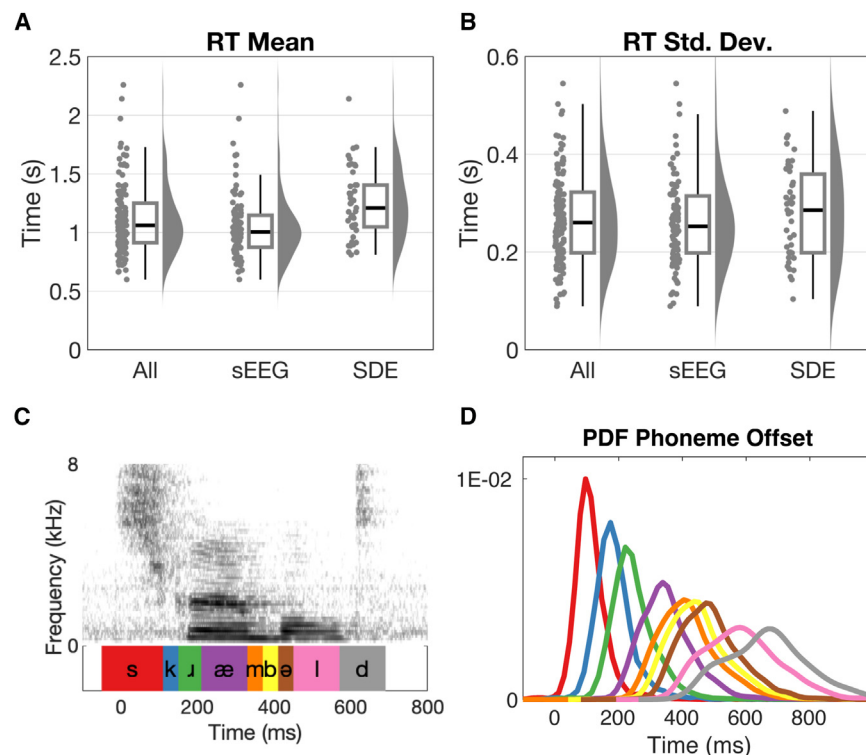 A
RT Mean
Time (s)
2.5
2
1.5
1
0.5
0
All sEEG SDE
B
RT Std. Dev.
Time (s)
0.6
0.4
0.2
0
All sEEG SDE
C
Frequency (kHz)
8
0
s k ɹ æ m b ə l d
0 200 400 600 800
Time (ms)
D
PDF Phoneme Offset
1E-02
0
0 200 400 600 800
Time (ms)